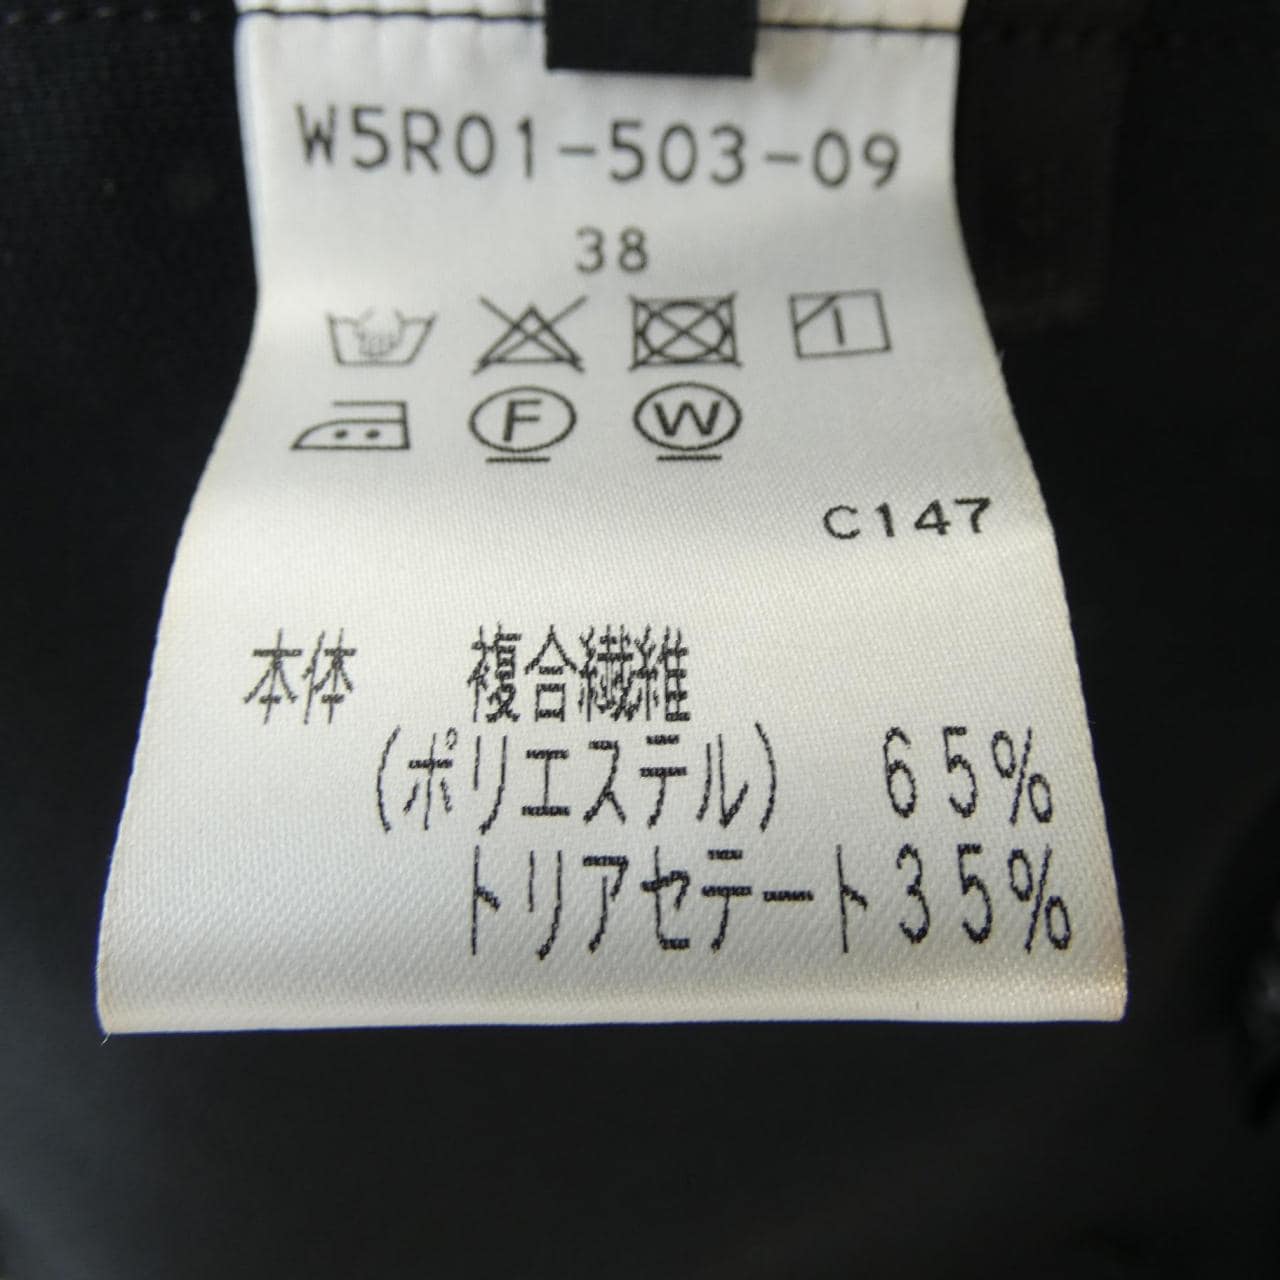 W5R01-503-09
38
F W
C147
本体 複合繊維
(ポリエステル) 65%
トリアセテート35%